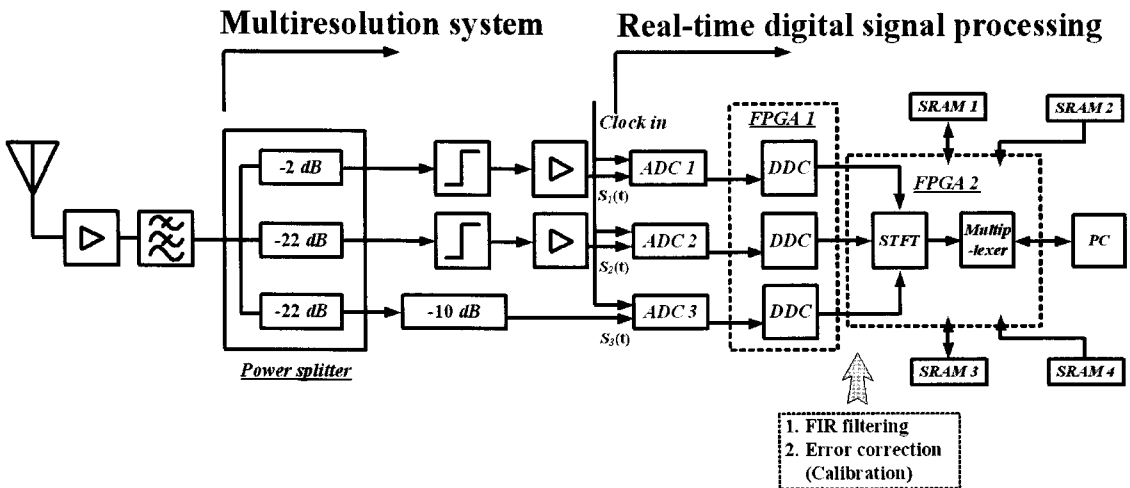 Multiresolution system
Real-time digital signal processing
Clock in
FPGA 1
SRAM 1
SRAM 2
-2 dB
ADC 1
DDC
FPGA 2
S1(t)
-22 dB
ADC 2
DDC
STFT
Multip
-lexer
PC
S2(t)
-22 dB
-10 dB
ADC 3
DDC
S3(t)
Power splitter
SRAM 3
SRAM 4
1. FIR filtering
2. Error correction
(Calibration)